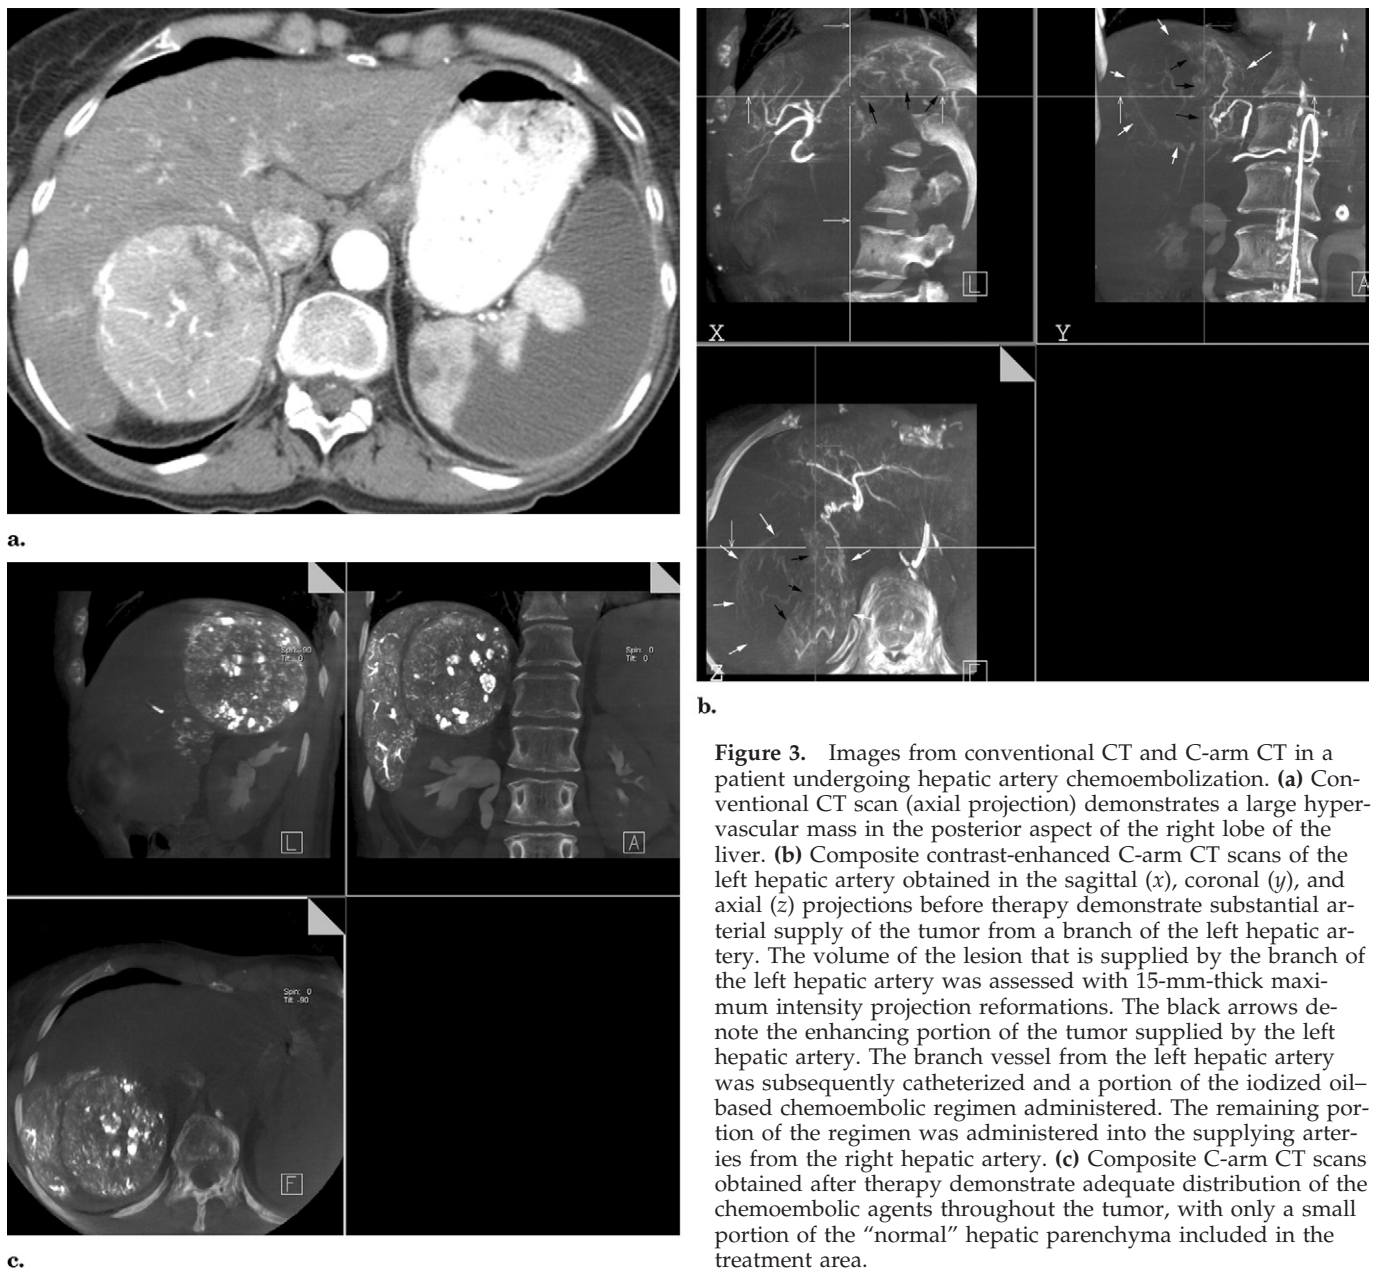 a.
X
L
Y
A
Z
F
b.
Spin: -90
Tilt: 0
L
Spin: 0
Tilt: 0
A
Spin: 0
Tilt: -90
F
c.
Figure 3. Images from conventional CT and C-arm CT in a
patient undergoing hepatic artery chemoembolization. (a) Con-
ventional CT scan (axial projection) demonstrates a large hyper-
vascular mass in the posterior aspect of the right lobe of the
liver. (b) Composite contrast-enhanced C-arm CT scans of the
left hepatic artery obtained in the sagittal (x), coronal (y), and
axial (z) projections before therapy demonstrate substantial ar-
terial supply of the tumor from a branch of the left hepatic ar-
tery. The volume of the lesion that is supplied by the branch of
the left hepatic artery was assessed with 15-mm-thick maxi-
mum intensity projection reformations. The black arrows de-
note the enhancing portion of the tumor supplied by the left
hepatic artery. The branch vessel from the left hepatic artery
was subsequently catheterized and a portion of the iodized oil–
based chemoembolic regimen administered. The remaining por-
tion of the regimen was administered into the supplying arter-
ies from the right hepatic artery. (c) Composite C-arm CT scans
obtained after therapy demonstrate adequate distribution of the
chemoembolic agents throughout the tumor, with only a small
portion of the “normal” hepatic parenchyma included in the
treatment area.